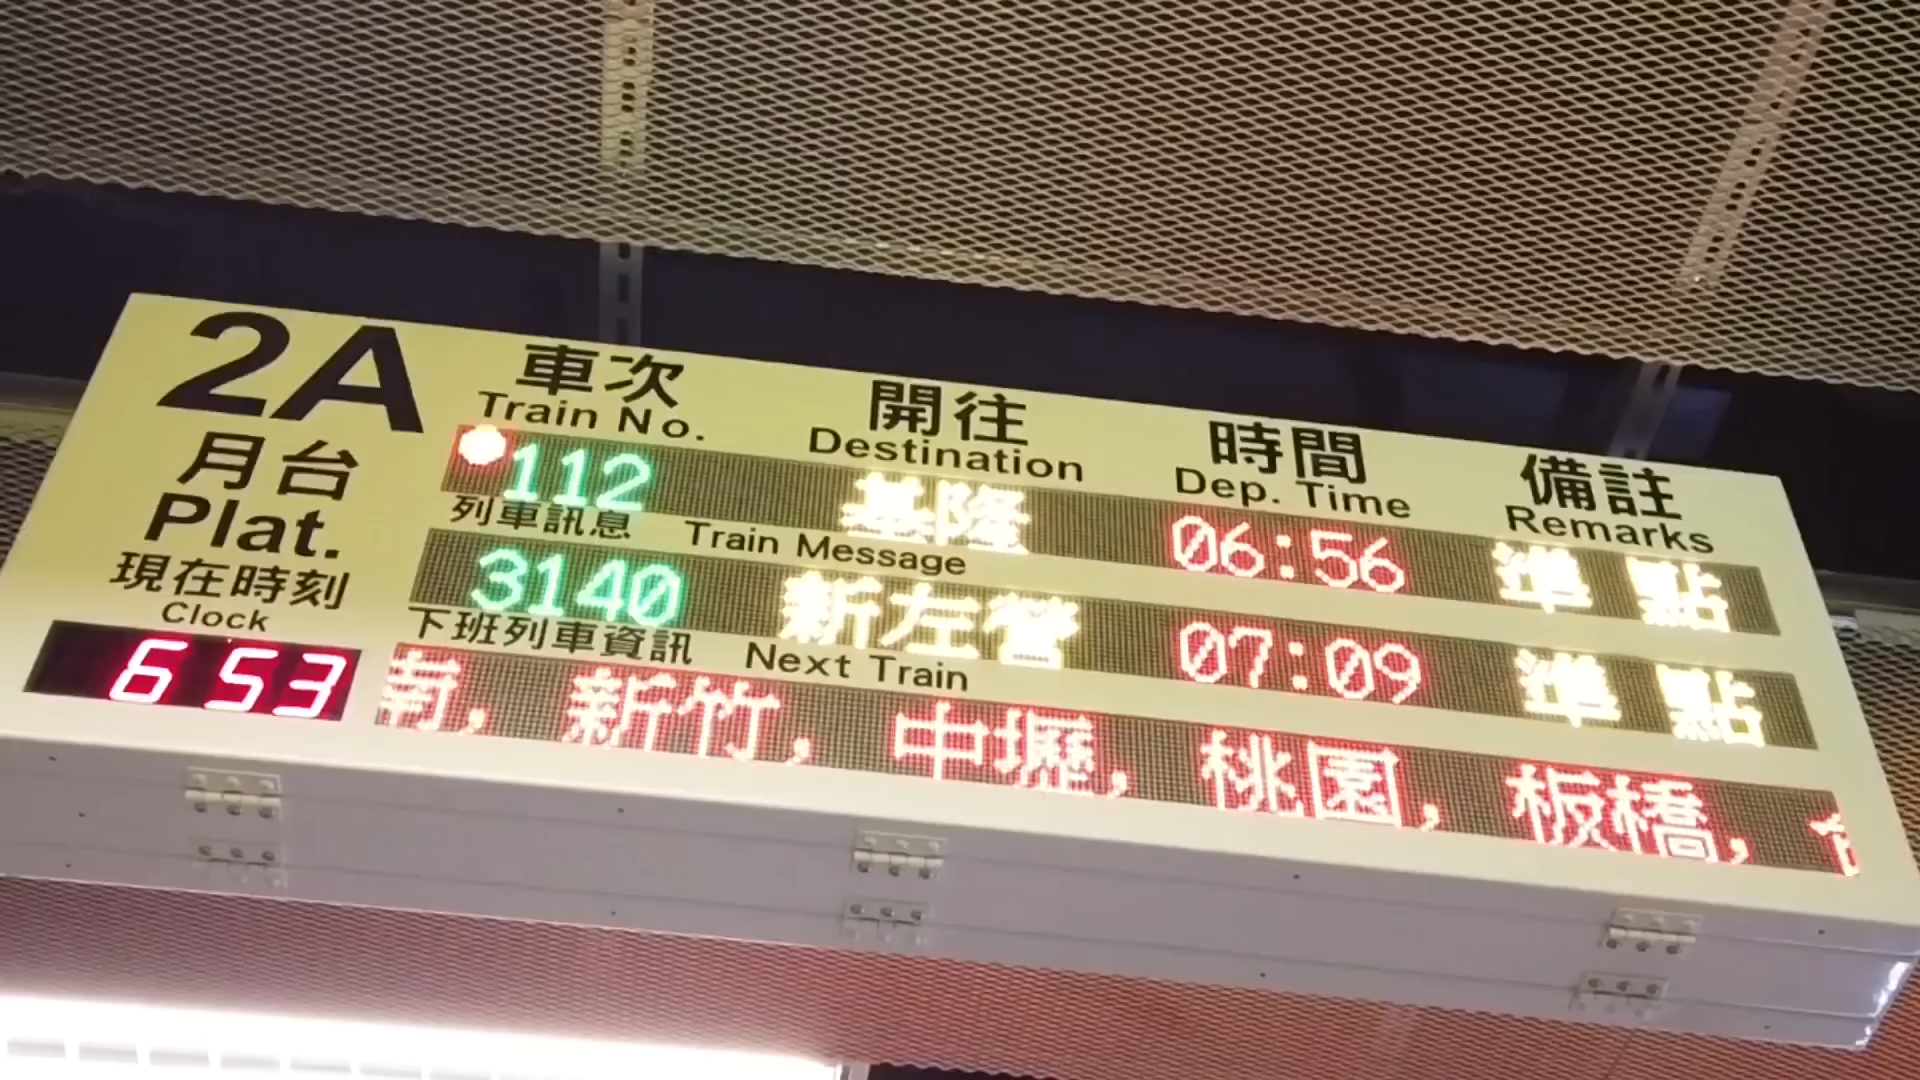 2A
月台
Plat.
現在時刻
Clock
6 53
車次 開往 時間 備註
Train No. Destination Dep. Time Remarks
112 基隆 06:56 準點
列車訊息 Train Message
3140 新左營 07:09 準點
下班列車資訊 Next Train
南, 新竹, 中壢, 桃園, 板橋,